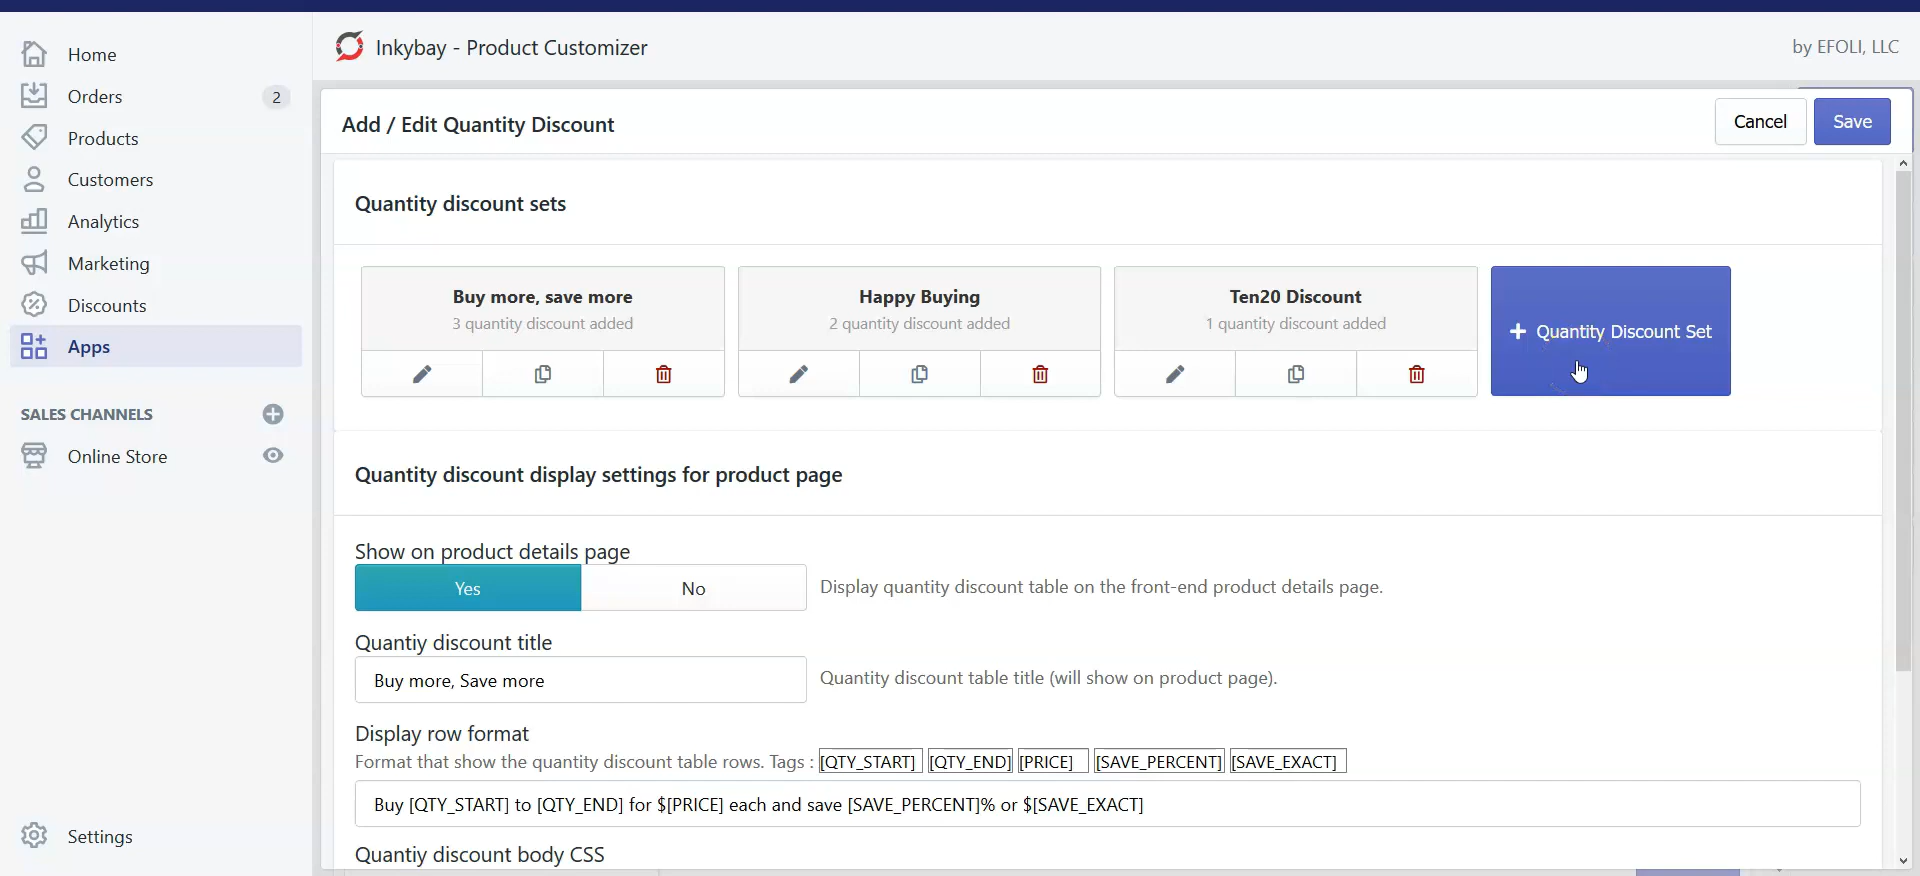 Home
Orders 2
Products
Customers
Analytics
Marketing
Discounts
Apps
SALES CHANNELS
Online Store
Settings
Inkybay - Product Customizer
by EFOLI, LLC
Add / Edit Quantity Discount
Cancel
Save
Quantity discount sets
Buy more, save more
3 quantity discount added
Happy Buying
2 quantity discount added
Ten20 Discount
1 quantity discount added
+ Quantity Discount Set
Quantity discount display settings for product page
Show on product details page
Yes
No
Display quantity discount table on the front-end product details page.
Quantiy discount title
Buy more, Save more
Quantity discount table title (will show on product page).
Display row format
Format that show the quantity discount table rows. Tags : [QTY_START] [QTY_END] [PRICE] [SAVE_PERCENT] [SAVE_EXACT]
Buy [QTY_START] to [QTY_END] for $[PRICE] each and save [SAVE_PERCENT]% or $[SAVE_EXACT]
Quantiy discount body CSS